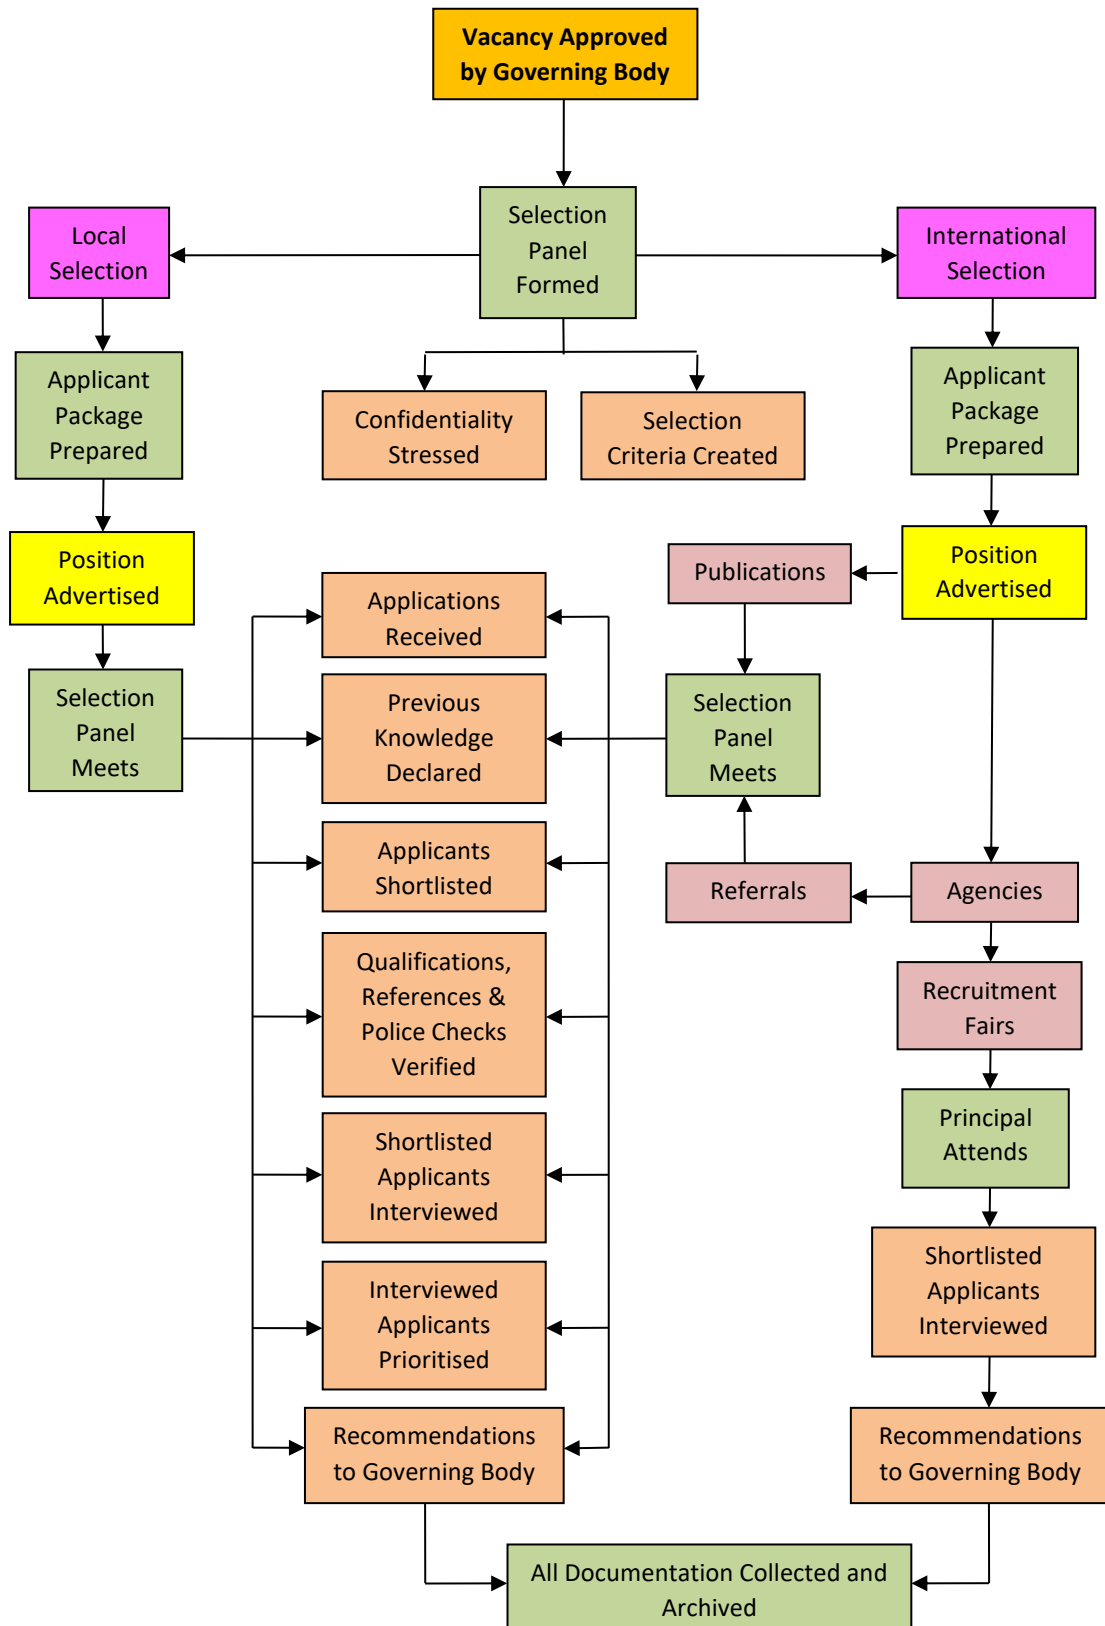 Vacancy Approved
by Governing Body
Selection
Panel
Formed
Local
Selection
International
Selection
Applicant
Package
Prepared
Confidentiality
Stressed
Selection
Criteria Created
Applicant
Package
Prepared
Position
Advertised
Publications
Position
Advertised
Applications
Received
Selection
Panel
Meets
Previous
Knowledge
Declared
Selection
Panel
Meets
Applicants
Shortlisted
Referrals
Agencies
Qualifications,
References &
Police Checks
Verified
Recruitment
Fairs
Principal
Attends
Shortlisted
Applicants
Interviewed
Shortlisted
Applicants
Interviewed
Interviewed
Applicants
Prioritised
Recommendations
to Governing Body
Recommendations
to Governing Body
All Documentation Collected and
Archived